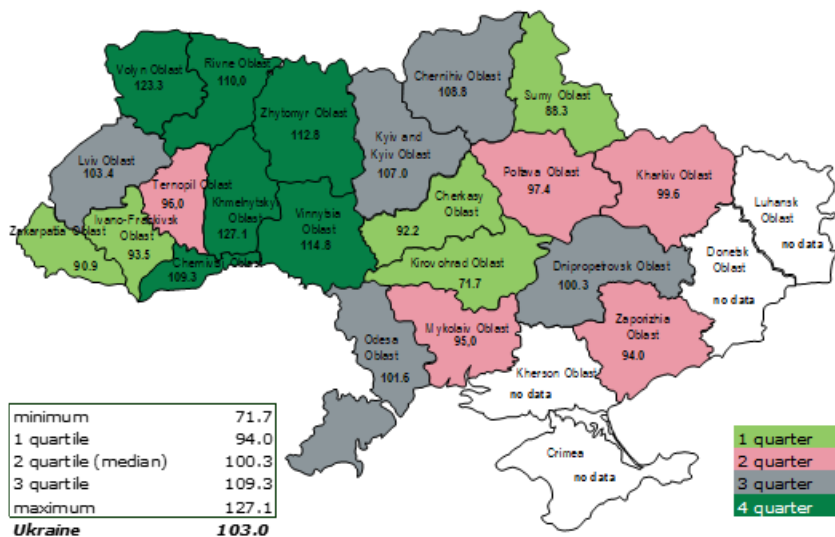 Volyn Oblast
123.3
Rivne Oblast
110,0
Zhytomyr Oblast
112.8
Chernihiv Oblast
108.8
Sumy Oblast
88.3
Kyiv and
Kyiv Oblast
107.0
Lviv Oblast
103.4
Ternopil Oblast
96,0
Oblast
127.1
Vinnytsia
Oblast
114.8
Cherkasy
Oblast
92.2
Poltava Oblast
97.4
Kharkiv Oblast
99.6
Luhansk
Oblast
no data
Oblast
90.9
Oblast
93.5
Oblast
109.3
Kirovohrad Oblast
71.7
Dnipropetrovsk Oblast
100.3
Donetsk
Oblast
no data
Odesa
Oblast
101.6
Mykolaiv Oblast
95,0
Zaporizhia
Oblast
94.0
Kherson Oblast
no data
Crimea
no data
minimum 71.7
1 quartile 94.0
2 quartile (median) 100.3
3 quartile 109.3
maximum 127.1
Ukraine 103.0
1 quarter
2 quarter
3 quarter
4 quarter